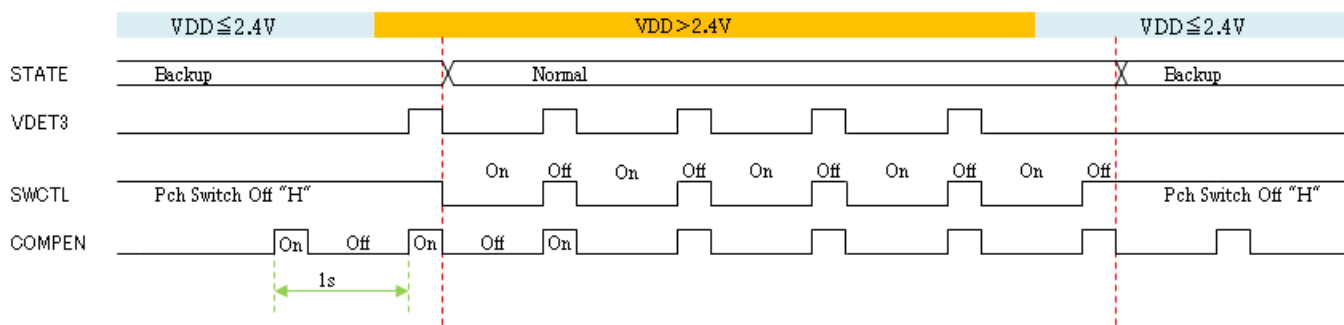 VDD≦2.4V VDD>2.4V VDD≦2.4V
STATE Backup Normal Backup
VDET3
On Off On Off On Off On Off On Off
SWCTL Pch Switch Off "H" Pch Switch Off "H"
COMPEN On Off On Off On
1s